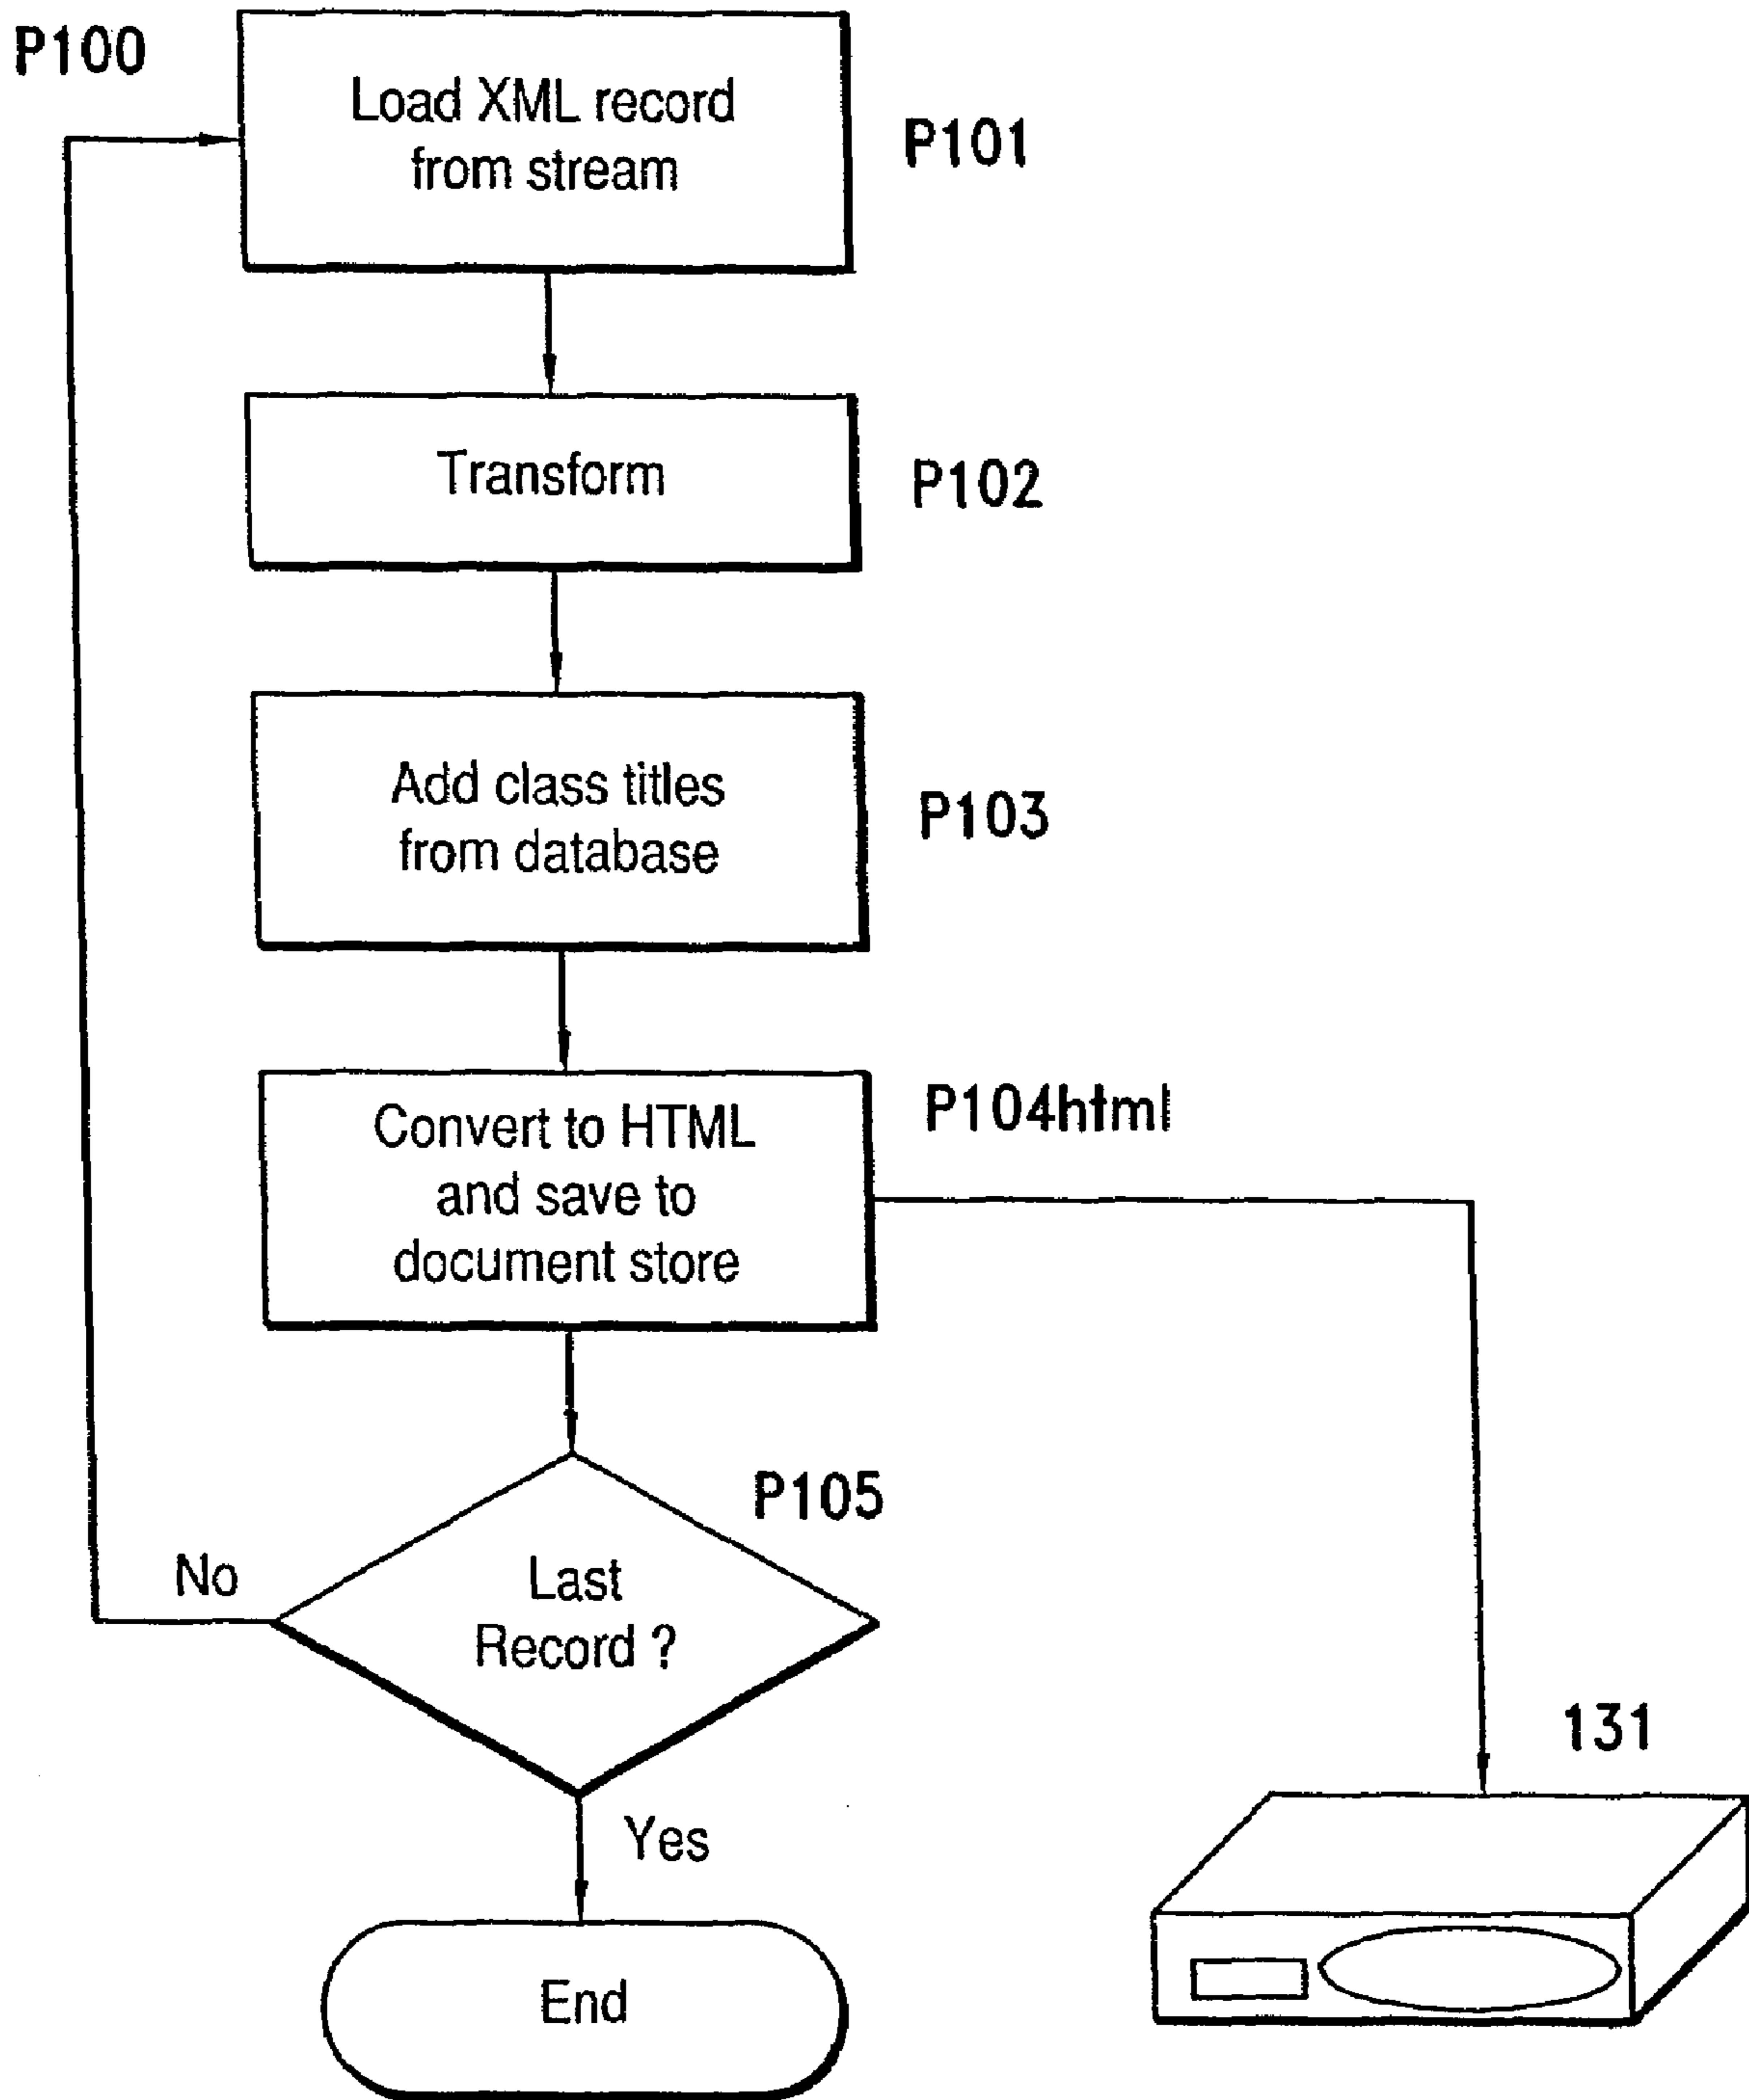 P100
Load XML record
from stream
P101
Transform
P102
Add class titles
from database
P103
Convert to HTML
and save to
document store
P104html
P105
No
Last
Record ?
131
Yes
End